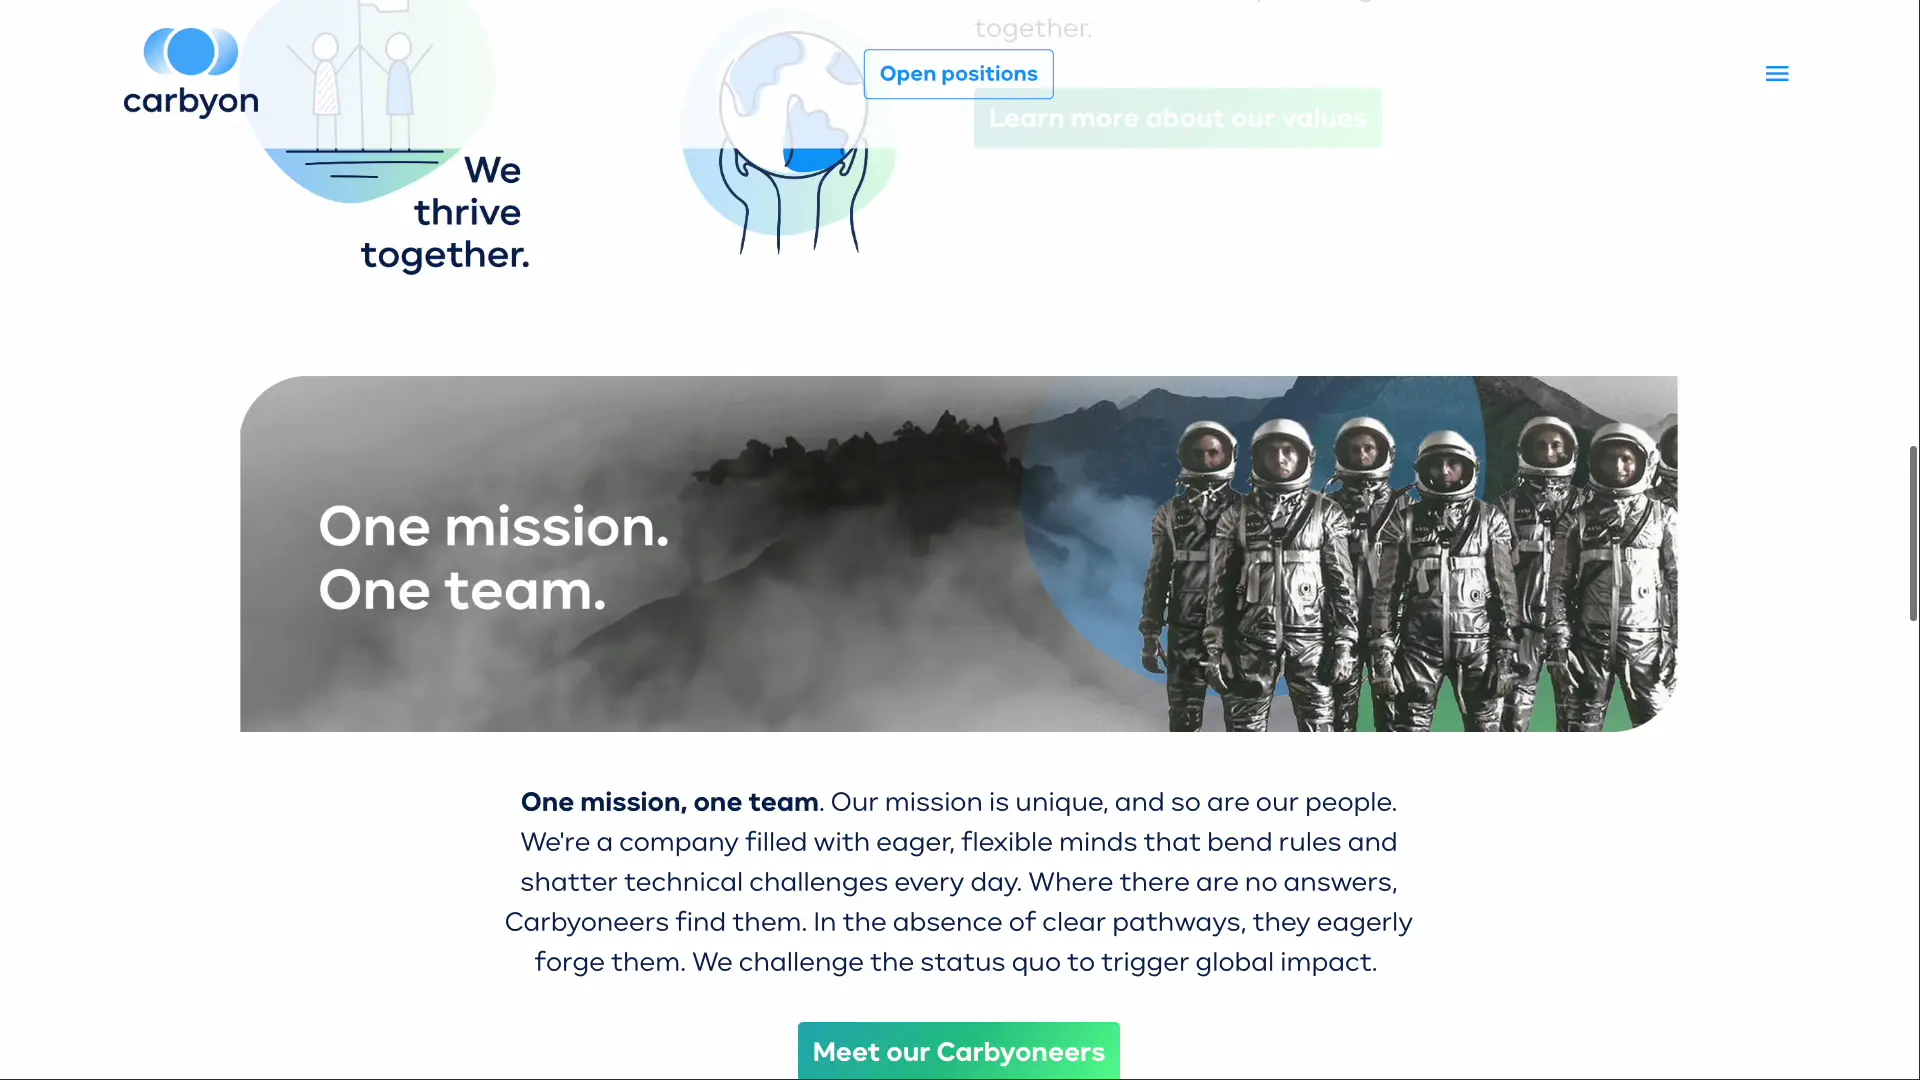 together.
carbyon
Open positions
Learn more about our values
We
thrive
together.
One mission.
One team.
One mission, one team. Our mission is unique, and so are our people.
We're a company filled with eager, flexible minds that bend rules and
shatter technical challenges every day. Where there are no answers,
Carbyoneers find them. In the absence of clear pathways, they eagerly
forge them. We challenge the status quo to trigger global impact.
Meet our Carbyoneers